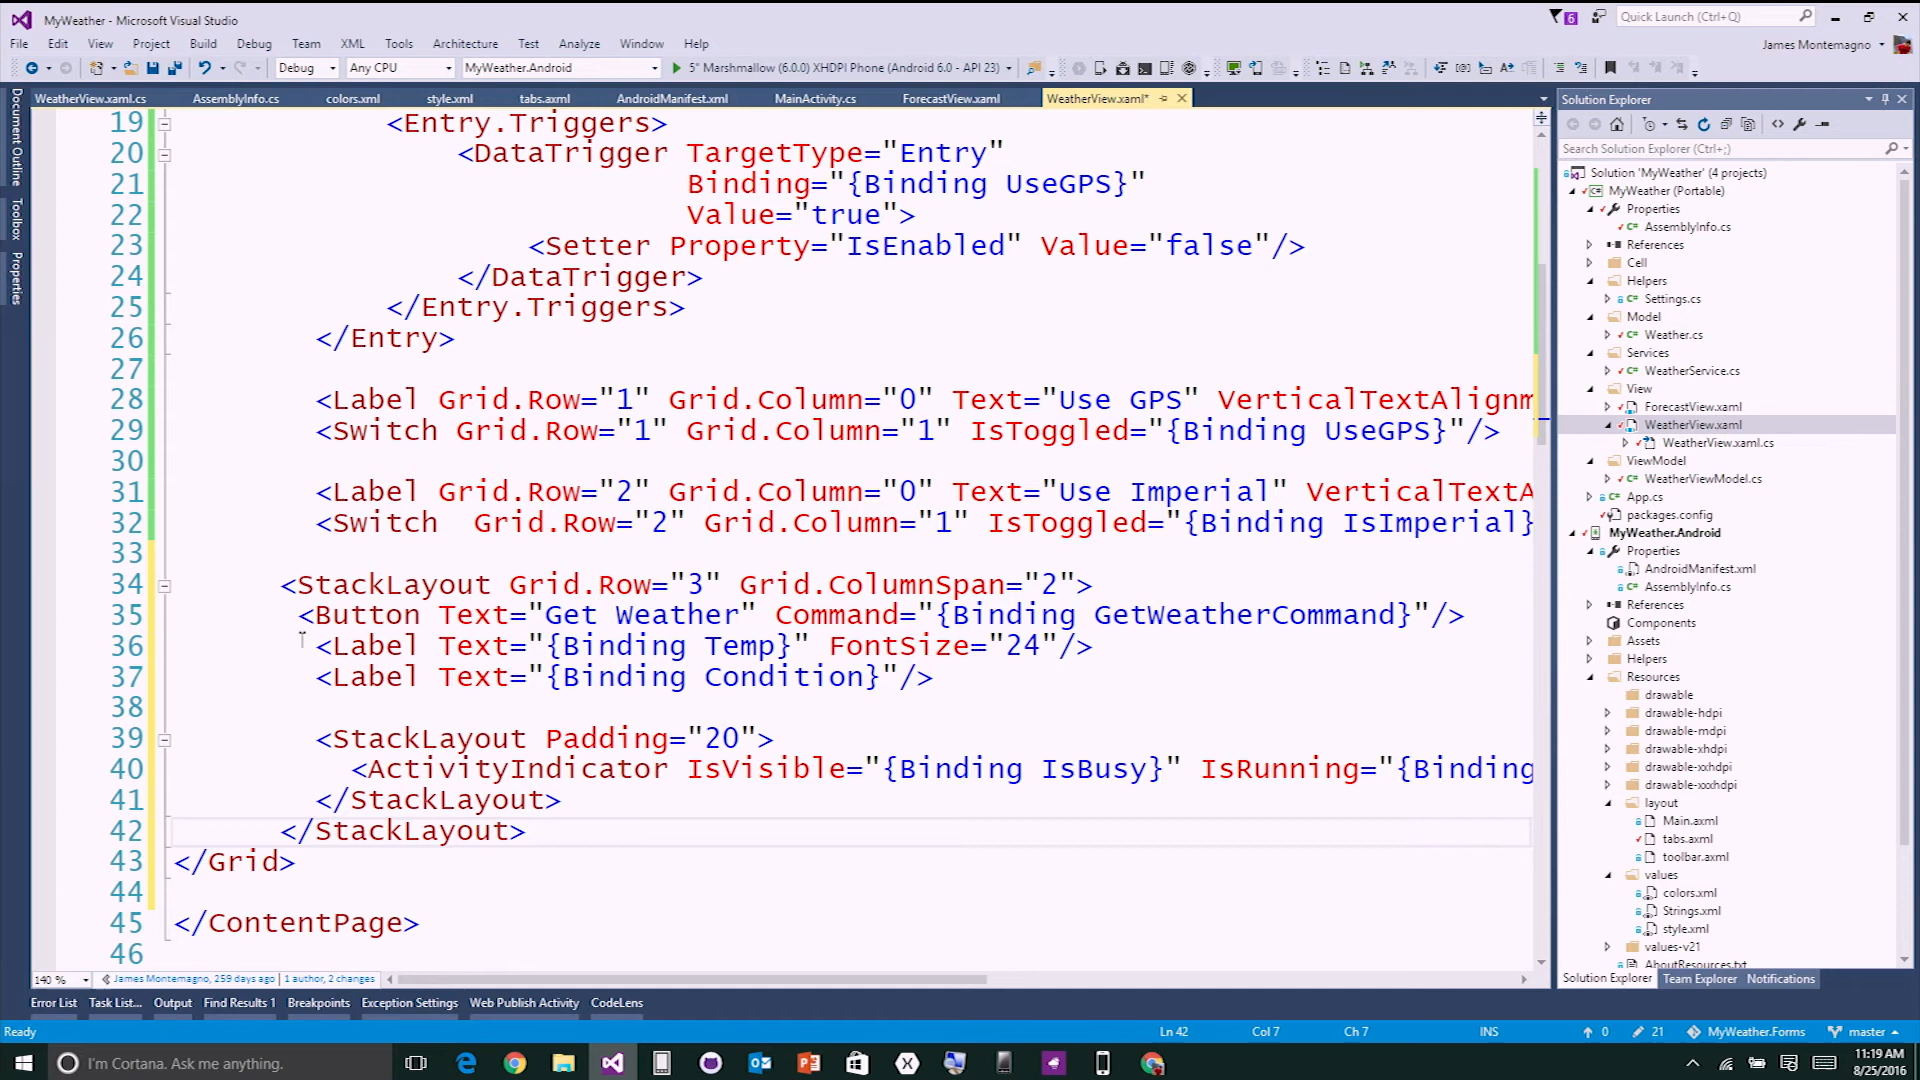 MyWeather - Microsoft Visual Studio
6
Quick Launch (Ctrl+Q)
File Edit View Project Build Debug Team XML Tools Architecture Test Analyze Window Help
James Montemagno
Debug Any CPU MyWeather.Android 5" Marshmallow (6.0.0) XHDPI Phone (Android 6.0 - API 23)
WeatherView.xaml.cs AssemblyInfo.cs colors.xml style.xml tabs.axml AndroidManifest.xml MainActivity.cs ForecastView.xaml WeatherView.xaml*
Document Outline
Toolbox
Properties
19 <Entry.Triggers>
20 <DataTrigger TargetType="Entry"
21 Binding="{Binding UseGPS}"
22 Value="true">
23 <Setter Property="IsEnabled" Value="false"/>
24 </DataTrigger>
25 </Entry.Triggers>
26 </Entry>
27
28 <Label Grid.Row="1" Grid.Column="0" Text="Use GPS" VerticalTextAlignm
29 <Switch Grid.Row="1" Grid.Column="1" IsToggled="{Binding UseGPS}"/>
30
31 <Label Grid.Row="2" Grid.Column="0" Text="Use Imperial" VerticalTextA
32 <Switch  Grid.Row="2" Grid.Column="1" IsToggled="{Binding IsImperial}
33
34 <StackLayout Grid.Row="3" Grid.ColumnSpan="2">
35 <Button Text="Get Weather" Command="{Binding GetWeatherCommand}"/>
36 <Label Text="{Binding Temp}" FontSize="24"/>
37 <Label Text="{Binding Condition}"/>
38
39 <StackLayout Padding="20">
40 <ActivityIndicator IsVisible="{Binding IsBusy}" IsRunning="{Binding
41 </StackLayout>
42 </StackLayout>
43 </Grid>
44
45 </ContentPage>
46
140 % James Montemagno, 259 days ago | 1 author, 2 changes
Solution Explorer
Search Solution Explorer (Ctrl+;)
Solution 'MyWeather' (4 projects)
MyWeather (Portable)
Properties
AssemblyInfo.cs
References
Cell
Helpers
Settings.cs
Model
Weather.cs
Services
WeatherService.cs
View
ForecastView.xaml
WeatherView.xaml
WeatherView.xaml.cs
ViewModel
WeatherViewModel.cs
App.cs
packages.config
MyWeather.Android
Properties
AndroidManifest.xml
AssemblyInfo.cs
References
Components
Assets
Helpers
Resources
drawable
drawable-hdpi
drawable-mdpi
drawable-xhdpi
drawable-xxhdpi
drawable-xxxhdpi
layout
Main.axml
tabs.axml
toolbar.axml
values
colors.xml
Strings.xml
style.xml
values-v21
AboutResources.txt
Solution Explorer Team Explorer Notifications
Error List Task List... Output Find Results 1 Breakpoints Exception Settings Web Publish Activity CodeLens
Ready Ln 42 Col 7 Ch 7 INS 0 21 MyWeather.Forms master
I'm Cortana. Ask me anything.
11:19 AM
8/25/2016